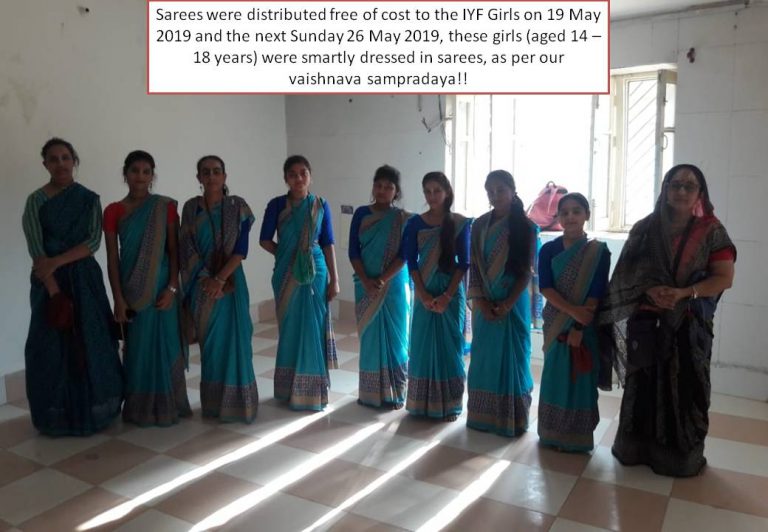 Sarees were distributed free of cost to the IYF Girls on 19 May
2019 and the next Sunday 26 May 2019, these girls (aged 14 –
18 years) were smartly dressed in sarees, as per our
vaishnava sampradaya!!